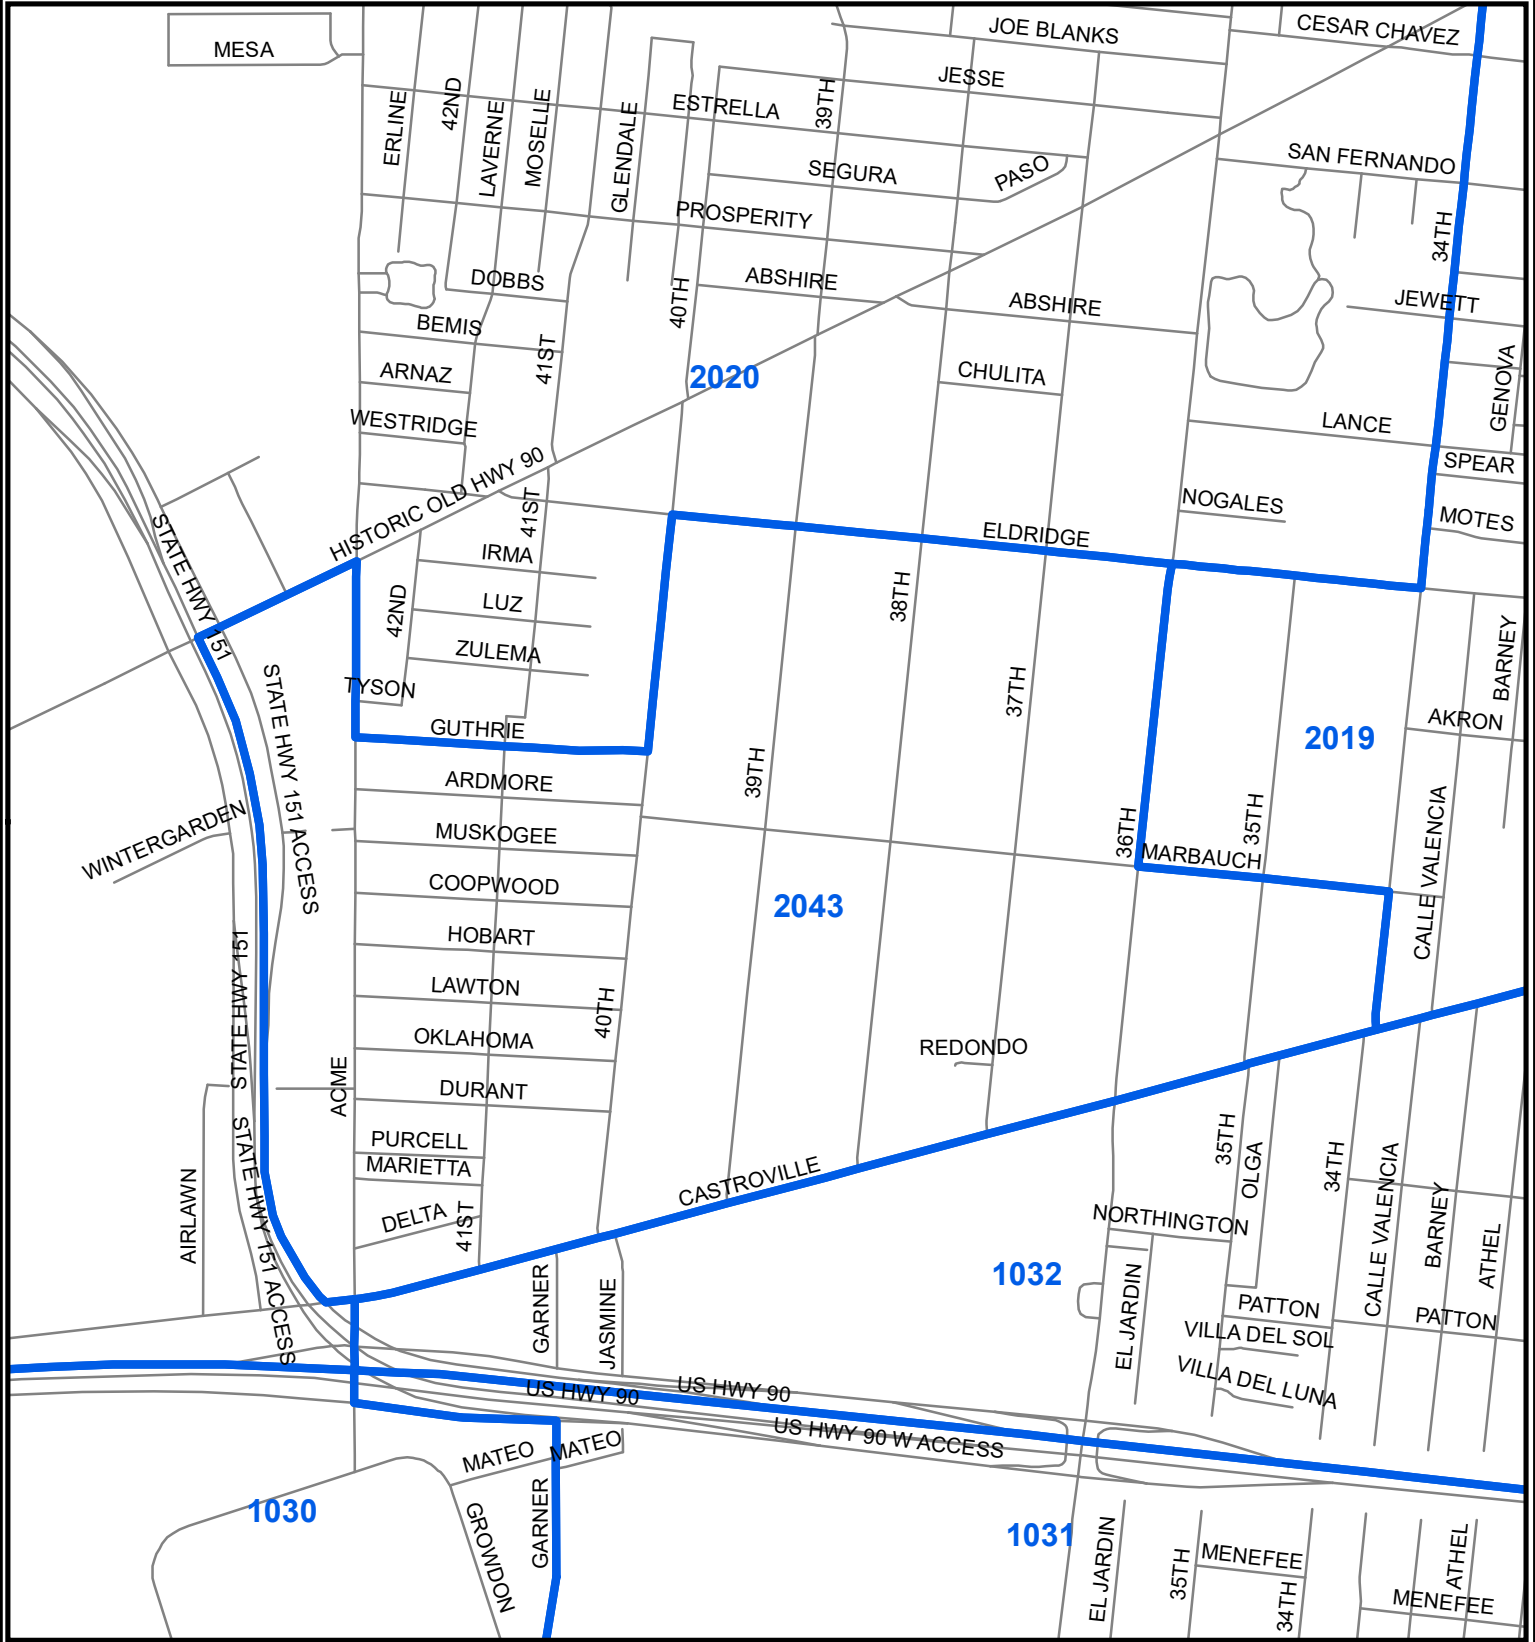 MESA
JOE BLANKS
CESAR CHAVEZ
JESSE
ESTRELLA
39TH
42ND
ERLINE
LAVERNE
MOSELLE
GLENDALE
SEGURA
PASO
SAN FERNANDO
PROSPERITY
34TH
DOBBS
ABSHIRE
ABSHIRE
40TH
JEWETT
BEMIS
41ST
ARNAZ
2020
CHULITA
GENOVA
WESTRIDGE
LANCE
SPEAR
HISTORIC OLD HWY 90
41ST
NOGALES
MOTES
ELDRIDGE
STATE HWY 151
IRMA
42ND
LUZ
38TH
ZULEMA
BARNEY
TYSON
37TH
STATE HWY 151 ACCESS
GUTHRIE
AKRON
2019
39TH
ARDMORE
35TH
WINTERGARDEN
MUSKOGEE
36TH
MARBAUCH
CALLE VALENCIA
COOPWOOD
2043
HOBART
STATE HWY 151
LAWTON
40TH
OKLAHOMA
REDONDO
ACME
DURANT
PURCELL
MARIETTA
35TH
OLGA
34TH
CASTROVILLE
AIRLAWN
STATE HWY 151 ACCESS
DELTA
41ST
NORTHINGTON
CALLE VALENCIA
BARNEY
ATHEL
1032
GARNER
JASMINE
EL JARDIN
PATTON
PATTON
VILLA DEL SOL
VILLA DEL LUNA
US HWY 90
US HWY 90
US HWY 90 W ACCESS
MATEO
MATEO
1030
GROWDON
GARNER
1031
EL JARDIN
35TH
MENEFEE
34TH
ATHEL
MENEFEE